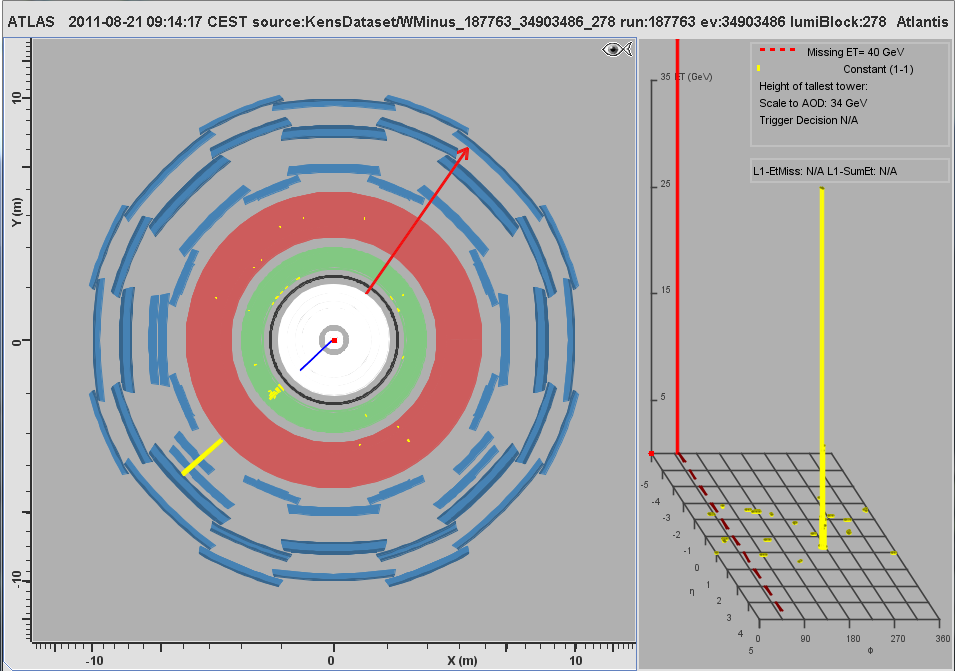 ATLAS 2011-08-21 09:14:17 CEST source:KensDataset/WMinus_187763_34903486_278 run:187763 ev:34903486 lumiBlock:278 Atlantis
Missing ET= 40 GeV
Constant (1-1)
Height of tallest tower:
Scale to AOD: 34 GeV
Trigger Decision N/A
L1-EtMiss: N/A L1-SumEt: N/A
10
Y (m)
0
-10
-10
0
X (m)
10
35 ET (GeV)
25
15
5
-5
-4
-3
-2
-1
0
η
1
2
3
4
5
0
90
180
270
360
Φ